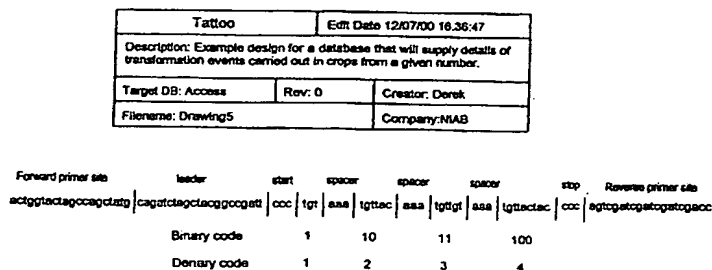 Tattoo Edit Date 12/07/00 16.36:47
Description: Example design for a database that will supply details of
transformation events carried out in crops from a given number.
Target DB: Access Rev: 0 Creator: Derek
Filename: Drawing5 Company:NIAB
Forward primer site leader start spacer spacer spacer stop Reverse primer site
actggtactagccagctatg cagatctagctacggccgatt ccc tgt aaa tgttac aaa tgttgt aaa tgttactac ccc agtcgatcgatcgatcgacc
Binary code 1 10 11 100
Denary code 1 2 3 4